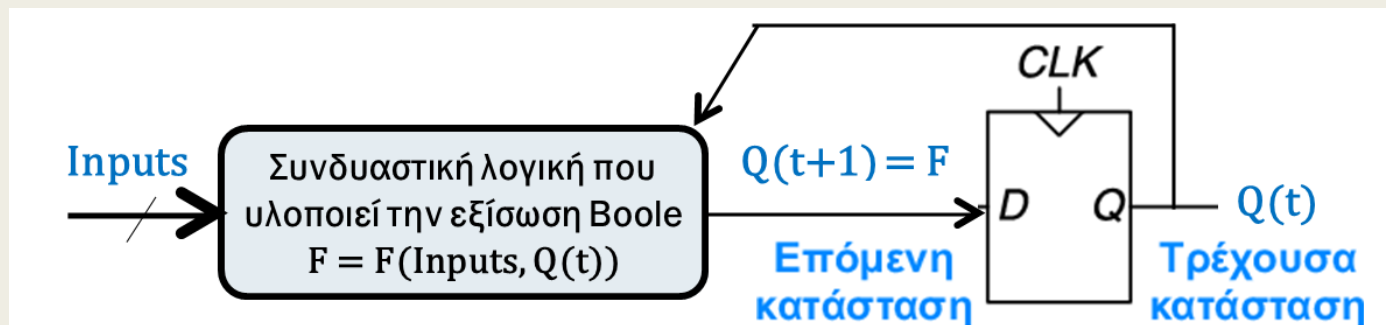 CLK
Inputs
Συνδυαστική λογική που
υλοποιεί την εξίσωση Boole
F = F(Inputs, Q(t))
Q(t+1) = F
D
Q
Q(t)
Επόμενη
κατάσταση
Τρέχουσα
κατάσταση